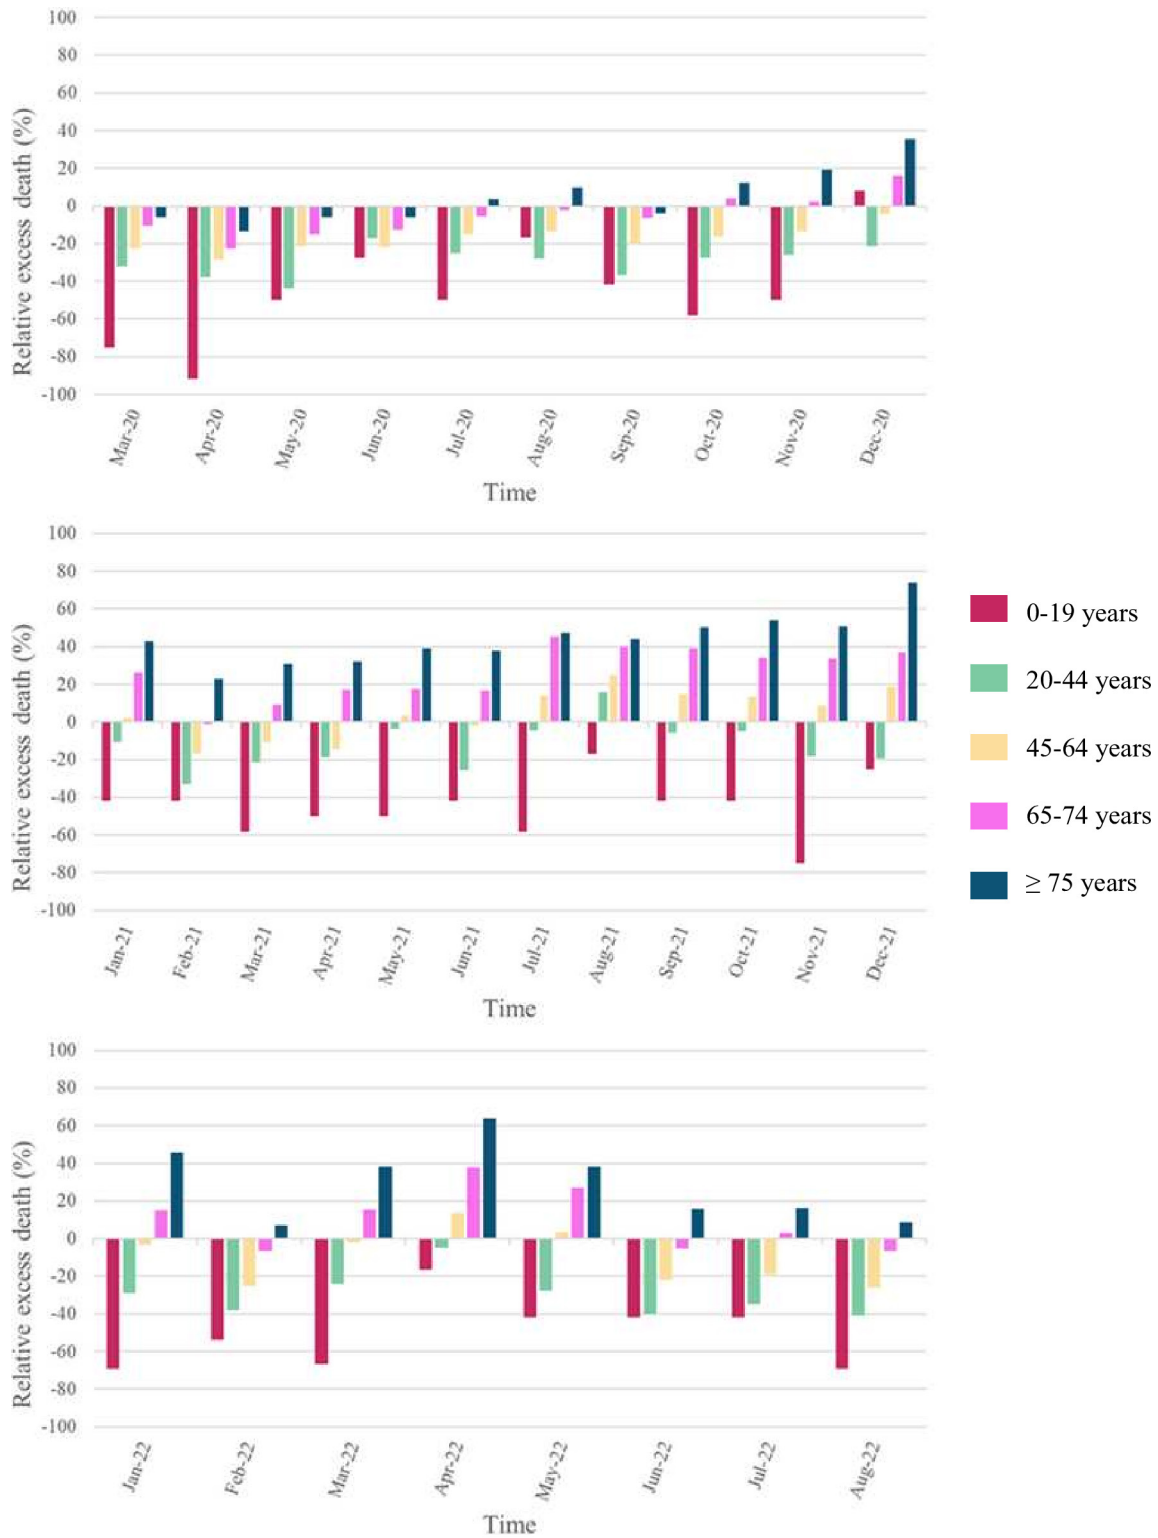 Relative excess death (%)
100
80
60
40
20
0
-20
-40
-60
-80
-100
Mar-20 Apr-20 May-20 Jun-20 Jul-20 Aug-20 Sep-20 Oct-20 Nov-20 Dec-20
Time
Relative excess death (%)
100
80
60
40
20
0
-20
-40
-60
-80
-100
Jan-21 Feb-21 Mar-21 Apr-21 May-21 Jun-21 Jul-21 Aug-21 Sep-21 Oct-21 Nov-21 Dec-21
Time
0-19 years
20-44 years
45-64 years
65-74 years
≥ 75 years
Relative excess death (%)
100
80
60
40
20
0
-20
-40
-60
-80
-100
Jan-22 Feb-22 Mar-22 Apr-22 May-22 Jun-22 Jul-22 Aug-22
Time